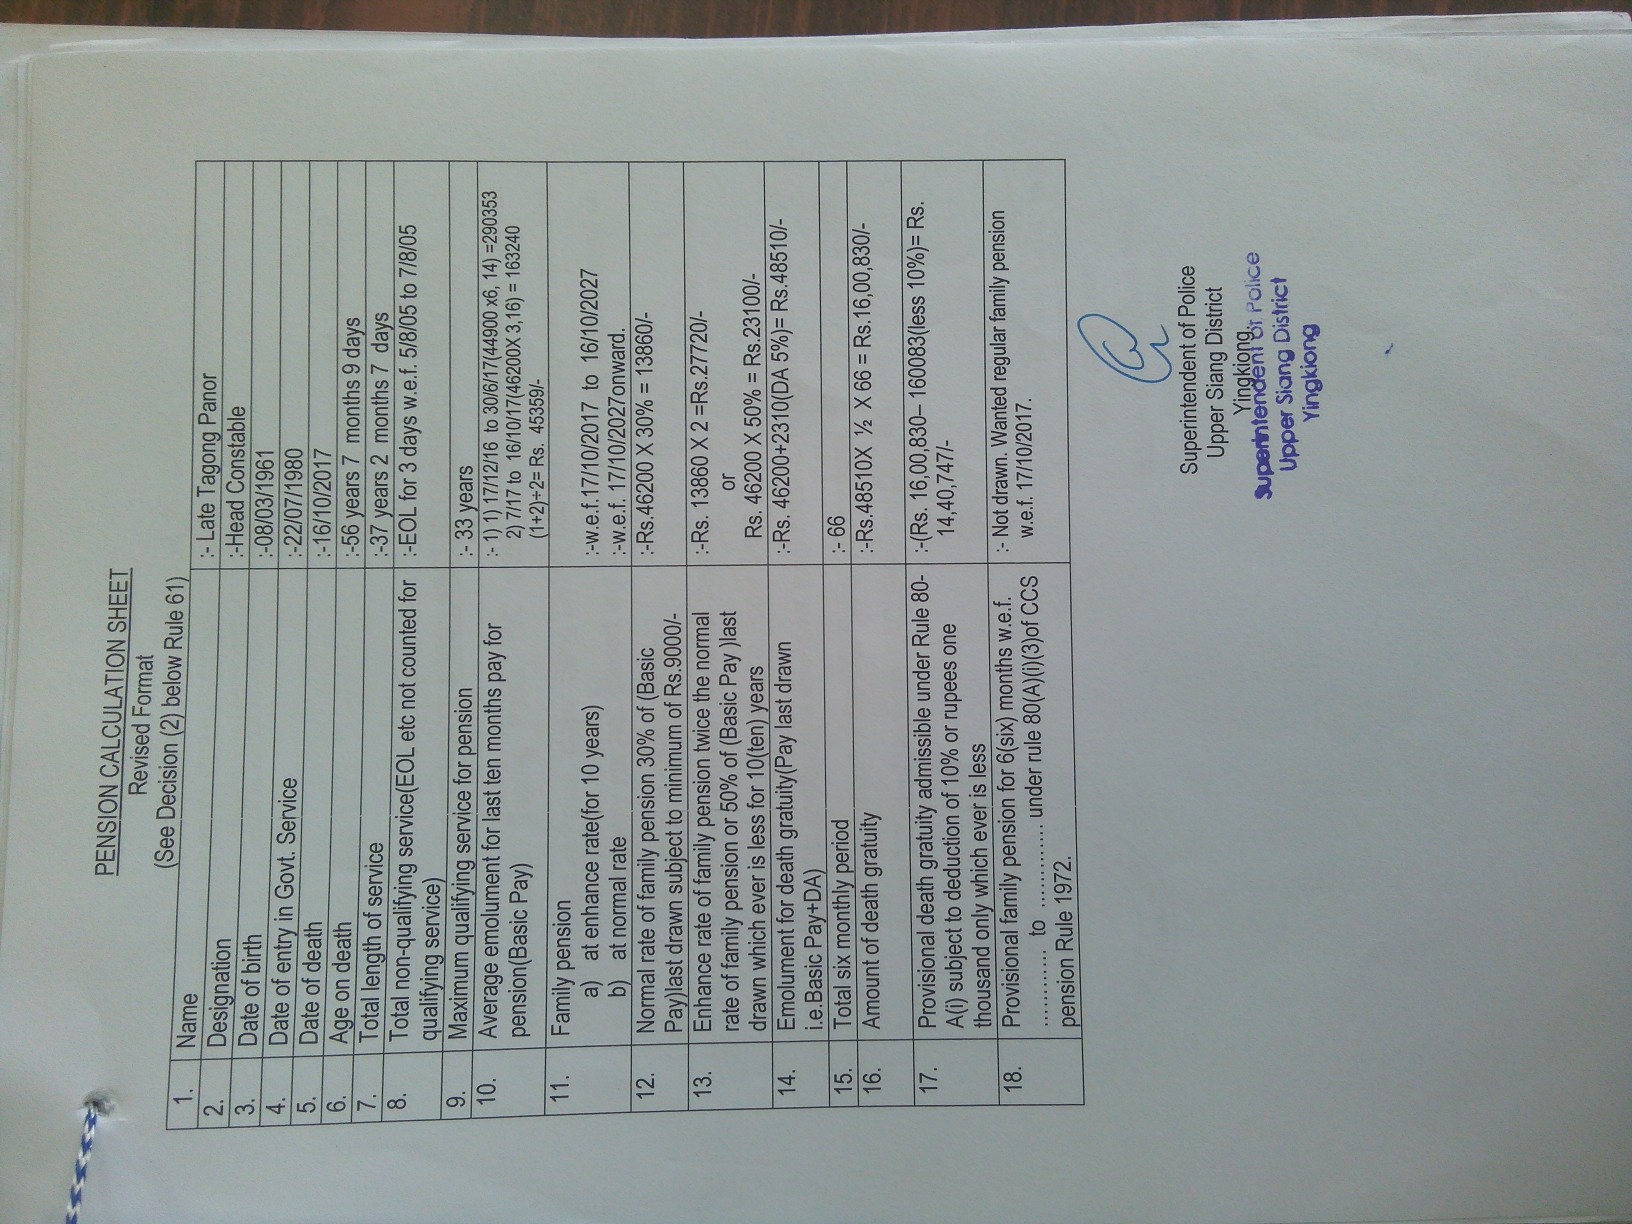 PENSION CALCULATION SHEET
Revised Format
(See Decision (2) below Rule 61)
1. Name :- Late Tagong Panor
2. Designation :-Head Constable
3. Date of birth :-08/03/1961
4. Date of entry in Govt. Service :-22/07/1980
5. Date of death :-16/10/2017
6. Age on death :-56 years 7 months 9 days
7. Total length of service :-37 years 2 months 7 days
8. Total non-qualifying service(EOL etc not counted for :-EOL for 3 days w.e.f. 5/8/05 to 7/8/05
qualifying service)
9. Maximum qualifying service for pension :- 33 years
10. Average emolument for last ten months pay for :- 1) 1) 17/12/16 to 30/6/17(44900 x6, 14) =290353
pension(Basic Pay) 2) 7/17 to 16/10/17(46200X 3,16) = 163240
(1+2)÷2= Rs. 45359/-
11. Family pension
a) at enhance rate(for 10 years) :-w.e.f.17/10/2017 to 16/10/2027
b) at normal rate :-w.e.f. 17/10/2027onward.
12. Normal rate of family pension 30% of (Basic :-Rs.46200 X 30% = 13860/-
Pay)last drawn subject to minimum of Rs.9000/-
13. Enhance rate of family pension twice the normal :-Rs. 13860 X 2 =Rs.27720/-
rate of family pension or 50% of (Basic Pay )last or
drawn which ever is less for 10(ten) years Rs. 46200 X 50% = Rs.23100/-
14. Emolument for death gratuity(Pay last drawn :-Rs. 46200+2310(DA 5%)= Rs.48510/-
i.e.Basic Pay+DA)
15. Total six monthly period :- 66
16. Amount of death gratuity :-Rs.48510X ½ X 66 = Rs.16,00,830/-
17. Provisional death gratuity admissible under Rule 80- :-(Rs. 16,00,830– 160083(less 10%)= Rs.
A(i) subject to deduction of 10% or rupees one 14,40,747/-
thousand only which ever is less
18. Provisional family pension for 6(six) months w.e.f. :- Not drawn. Wanted regular family pension
............ to ............... under rule 80(A)(i)(3)of CCS w.e.f. 17/10/2017.
pension Rule 1972.
Superintendent of Police
Upper Siang District
Yingkiong.
Superintendent of Police
Upper Siang District
Yingkiong